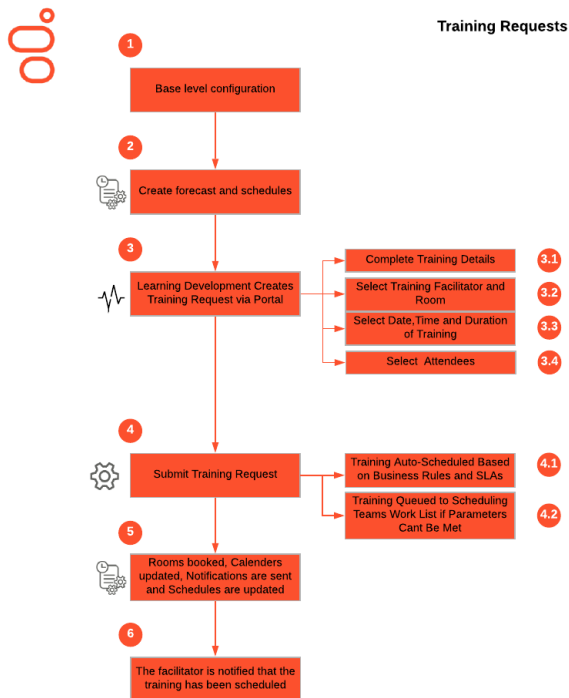 Training Requests
1
Base level configuration
2
Create forecast and schedules
3
Learning Development Creates
Training Request via Portal
Complete Training Details
3.1
Select Training Facilitator and
Room
3.2
Select Date,Time and Duration
of Training
3.3
Select Attendees
3.4
4
Submit Training Request
Training Auto-Scheduled Based
on Business Rules and SLAs
4.1
Training Queued to Scheduling
Teams Work List if Parameters
Cant Be Met
4.2
5
Rooms booked, Calenders
updated, Notifications are sent
and Schedules are updated
6
The facilitator is notified that the
training has been scheduled